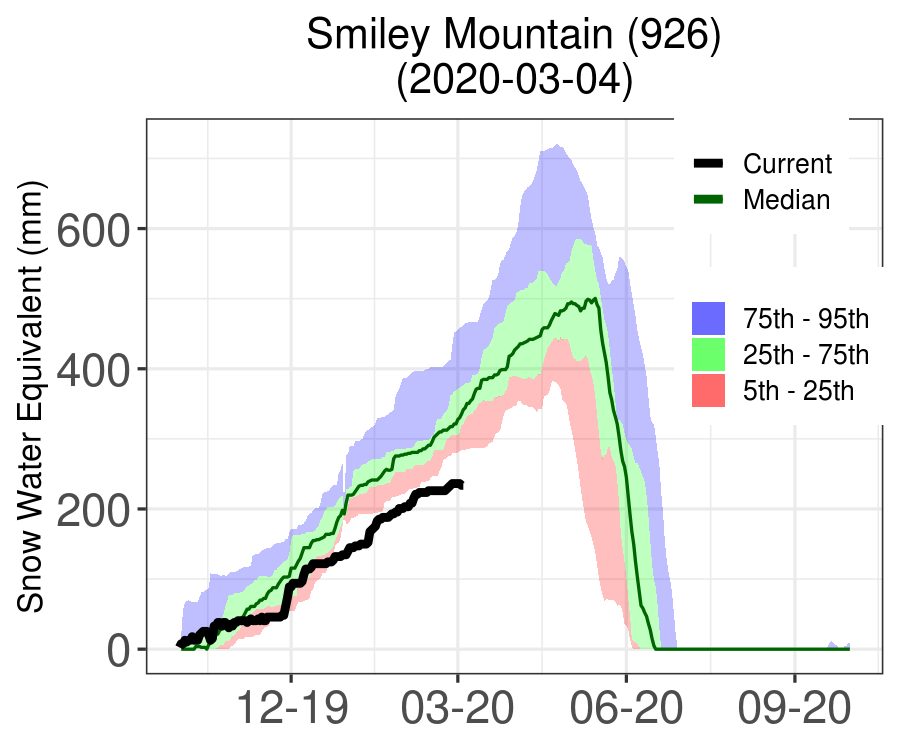 Smiley Mountain (926)
(2020-03-04)
Snow Water Equivalent (mm)
600
400
200
0
12-19
03-20
06-20
09-20
Current
Median
75th - 95th
25th - 75th
5th - 25th